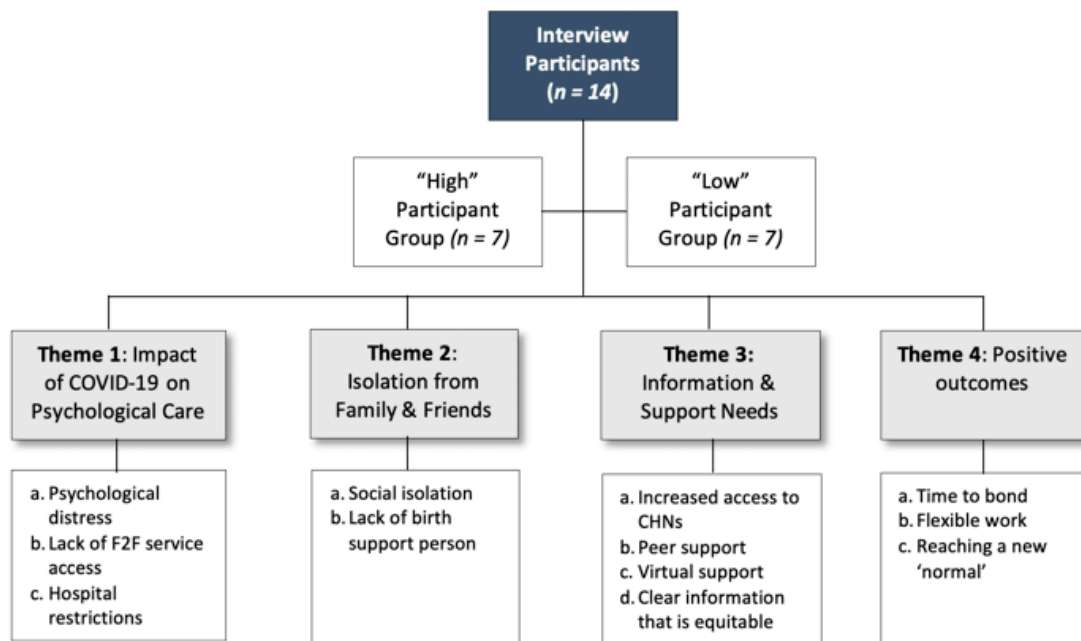 Interview
Participants
(n = 14)
“High”
Participant
Group (n = 7)
“Low”
Participant
Group (n = 7)
Theme 1: Impact
of COVID-19 on
Psychological Care
Theme 2:
Isolation from
Family & Friends
Theme 3:
Information &
Support Needs
Theme 4: Positive
outcomes
a. Psychological
distress
b. Lack of F2F service
access
c. Hospital
restrictions
a. Social isolation
b. Lack of birth
support person
a. Increased access to
CHNs
b. Peer support
c. Virtual support
d. Clear information
that is equitable
a. Time to bond
b. Flexible work
c. Reaching a new
‘normal’